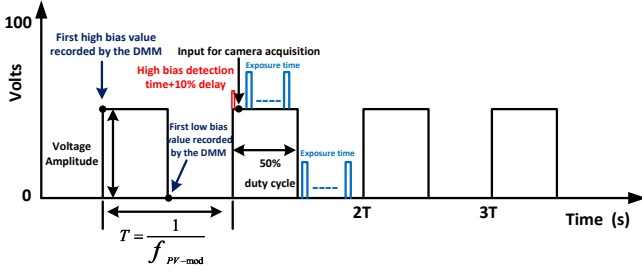 100
Volts
0
First high bias value
recorded by the DMM
Input for camera acquisition
High bias detection
time+10% delay
Exposure time
Voltage
Amplitude
First low bias
value recorded
by the DMM
50%
duty cycle
Exposure time
2T
3T
Time (s)
T = 1 / f PV-mod